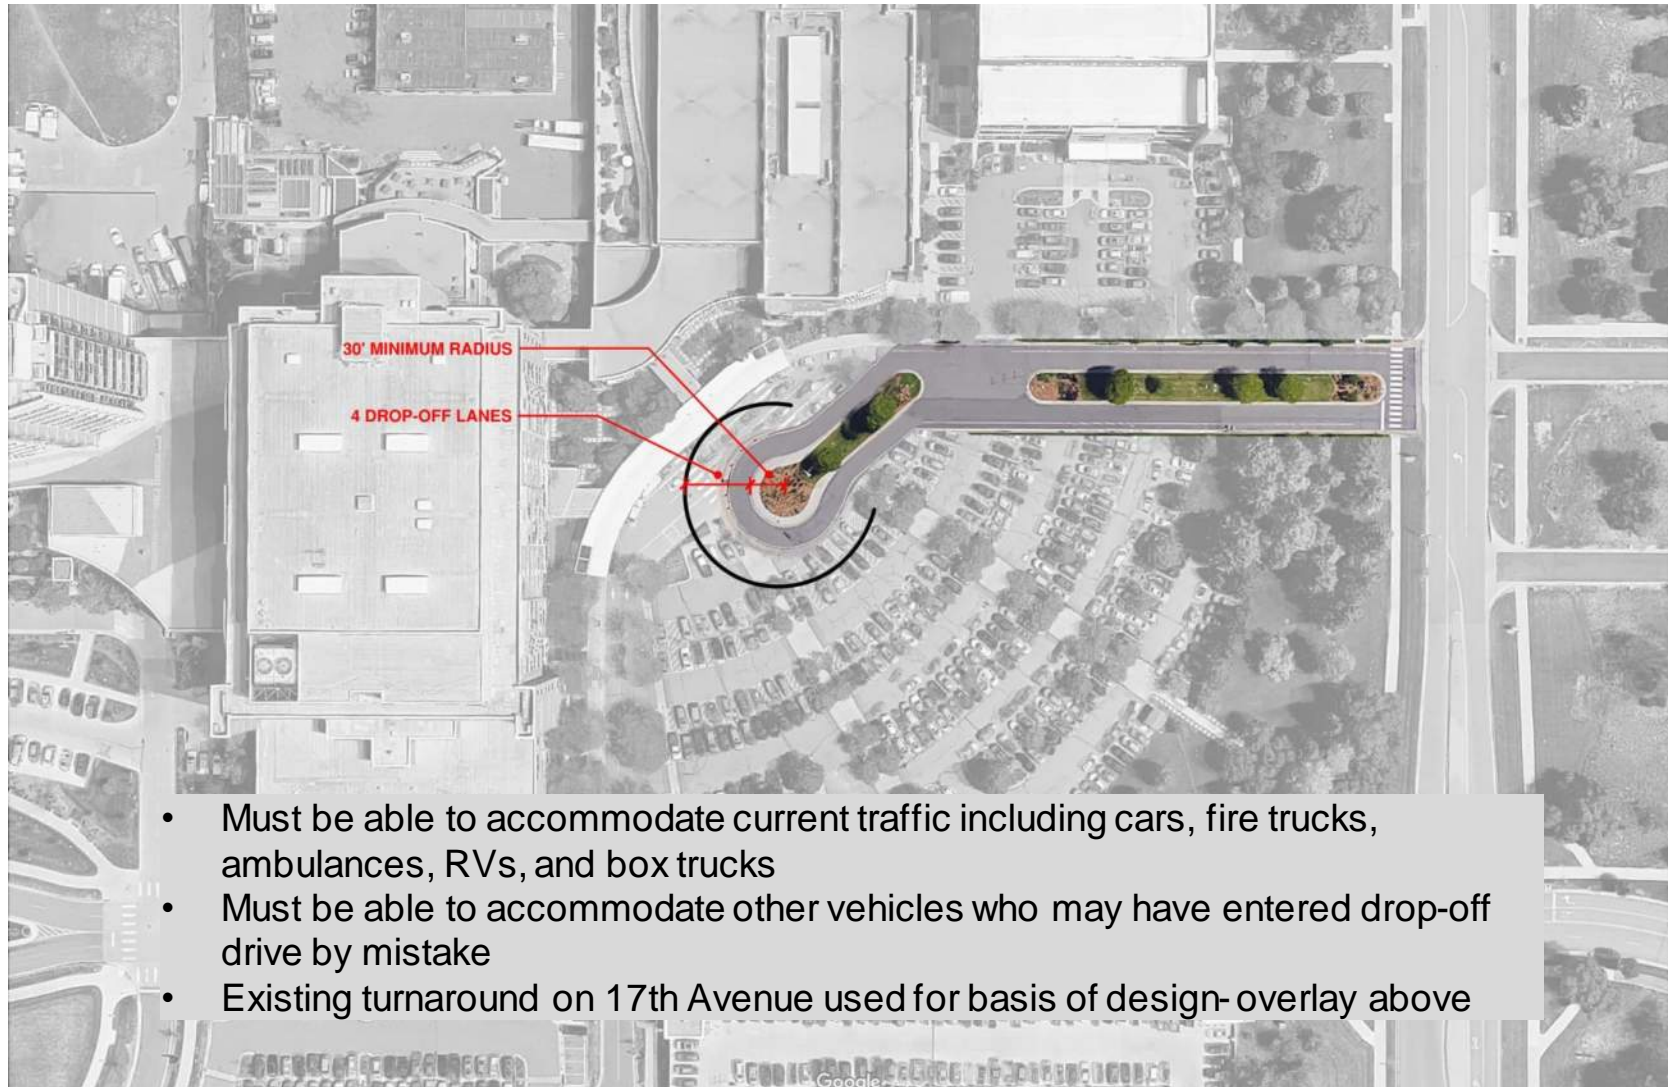 30' MINIMUM RADIUS
4 DROP-OFF LANES
• Must be able to accommodate current traffic including cars, fire trucks,
ambulances, RVs, and box trucks
• Must be able to accommodate other vehicles who may have entered drop-off
drive by mistake
• Existing turnaround on 17th Avenue used for basis of design- overlay above
Google